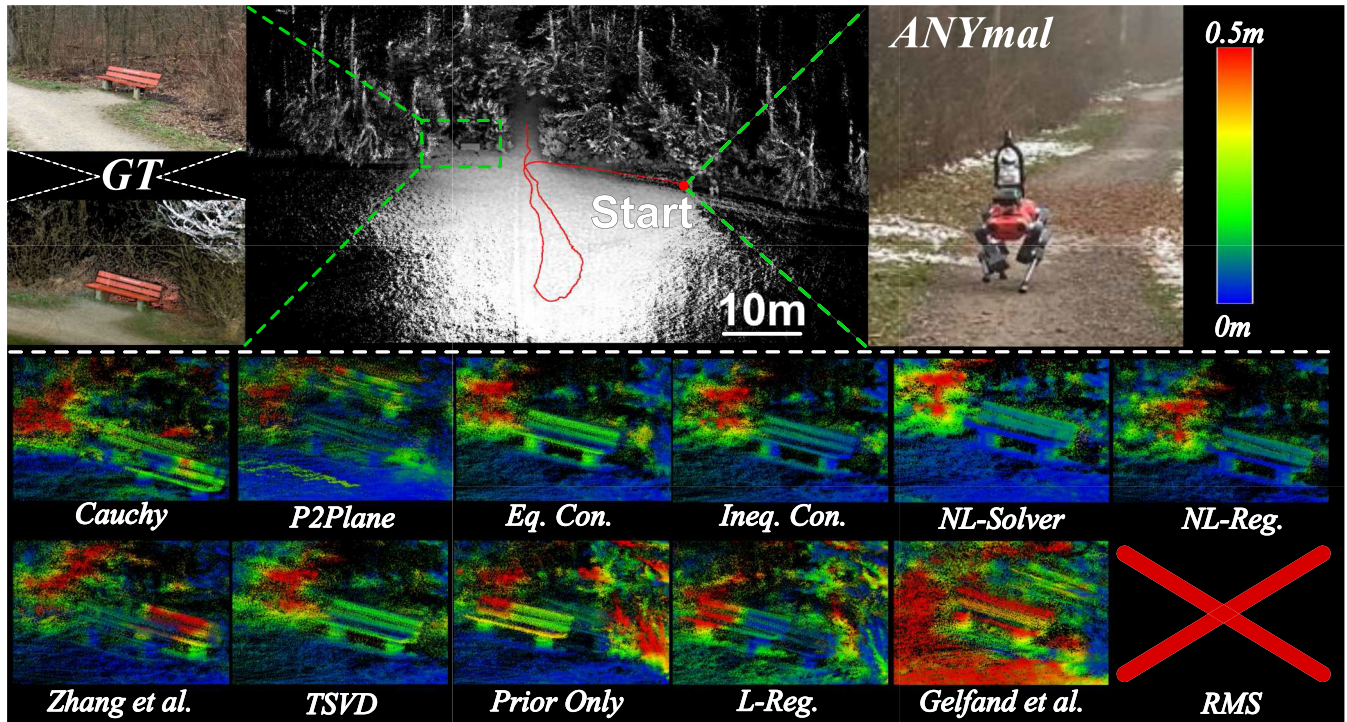 ANYmal
0.5m
GT
Start
10m
0m
Cauchy
P2Plane
Eq. Con.
Ineq. Con.
NL-Solver
NL-Reg.
Zhang et al.
TSVD
Prior Only
L-Reg.
Gelfand et al.
RMS